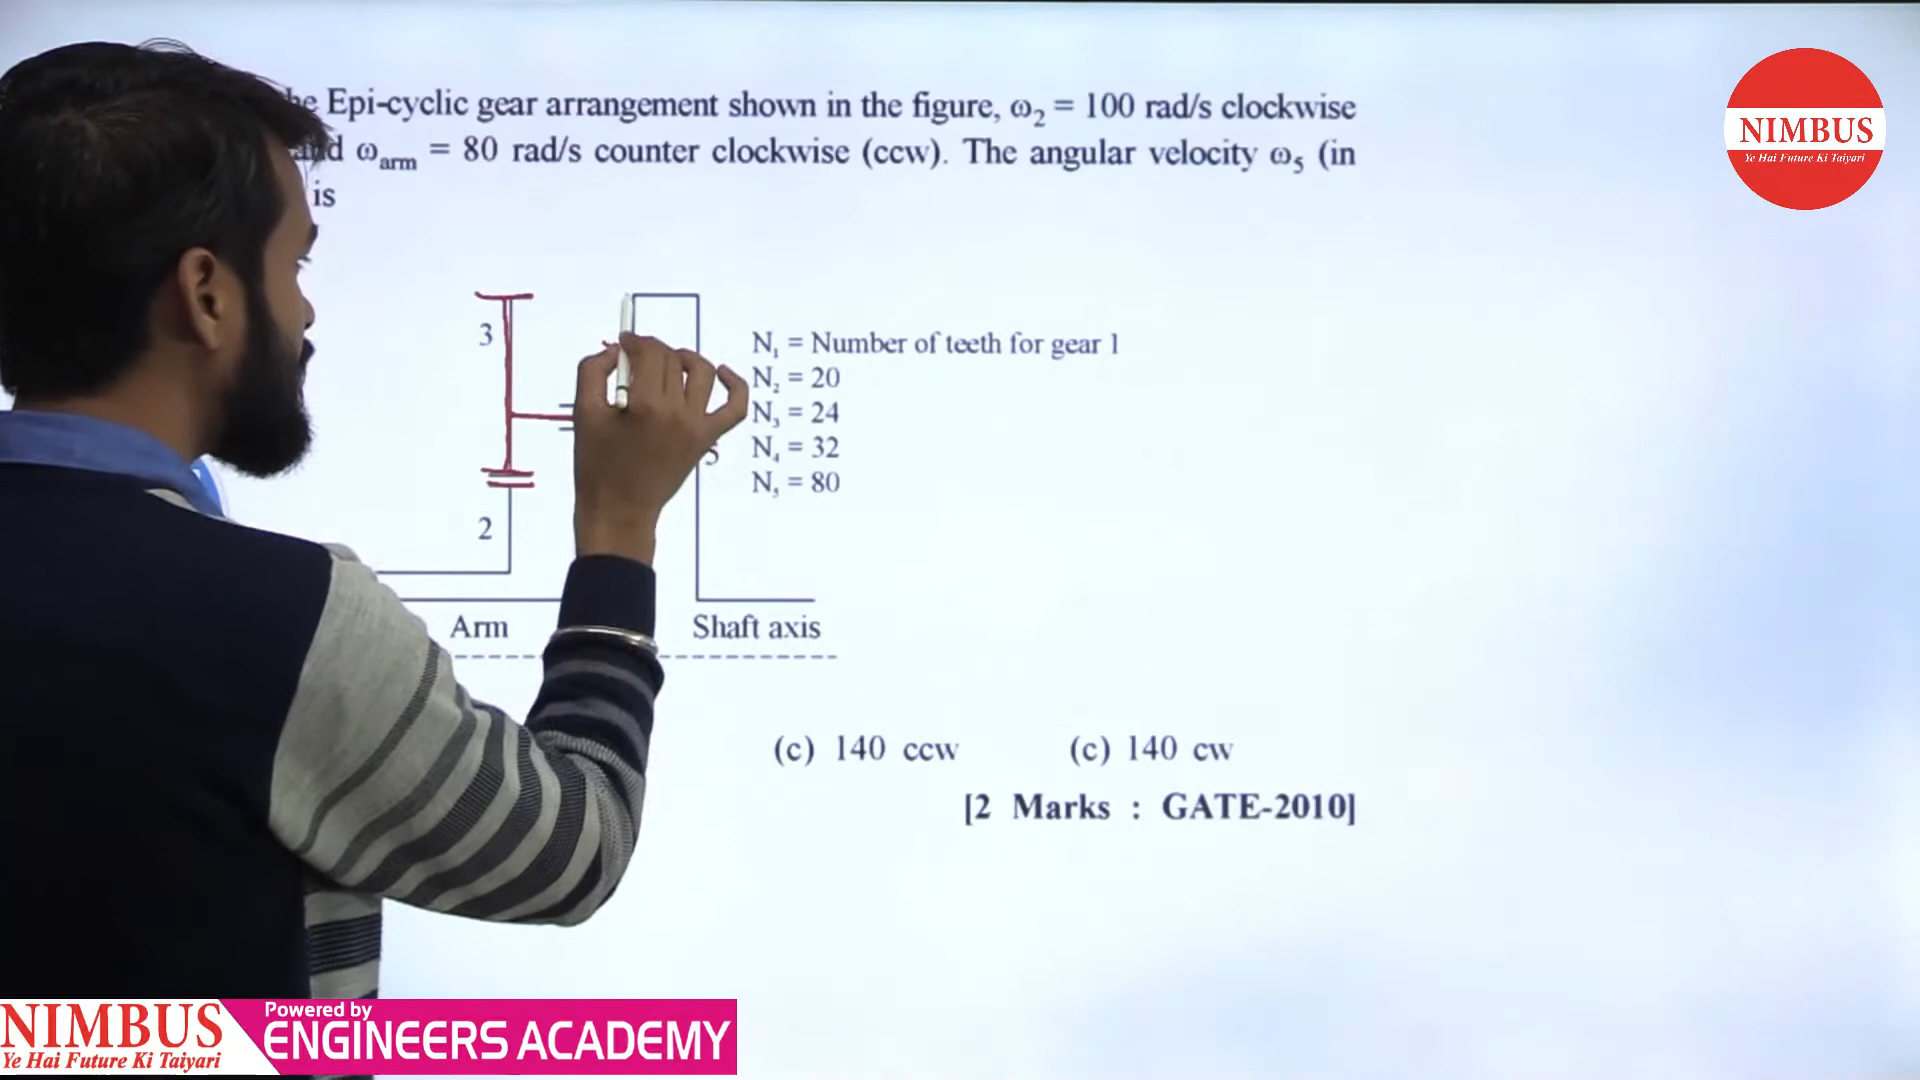 Epi-cyclic gear arrangement shown in the figure, ω₂ = 100 rad/s clockwise
ω_arm = 80 rad/s counter clockwise (ccw). The angular velocity ω₅ (in
is
3
N₁ = Number of teeth for gear 1
N₂ = 20
N₃ = 24
5
N₄ = 32
N₅ = 80
2
Arm
Shaft axis
(c) 140 ccw
(c) 140 cw
[2 Marks : GATE-2010]
NIMBUS
Ye Hai Future Ki Taiyari
NIMBUS
Ye Hai Future Ki Taiyari
Powered by
ENGINEERS ACADEMY